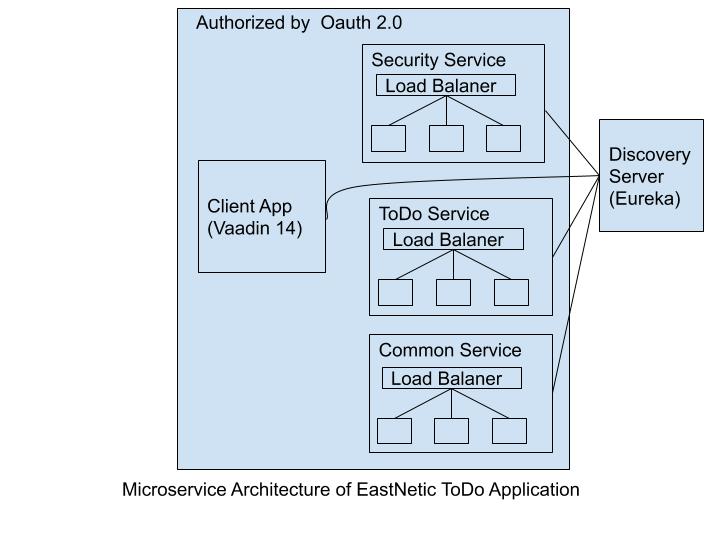 Authorized by  Oauth 2.0
Security Service
Load Balaner
Discovery
Server
(Eureka)
Client App
(Vaadin 14)
ToDo Service
Load Balaner
Common Service
Load Balaner
Microservice Architecture of EastNetic ToDo Application